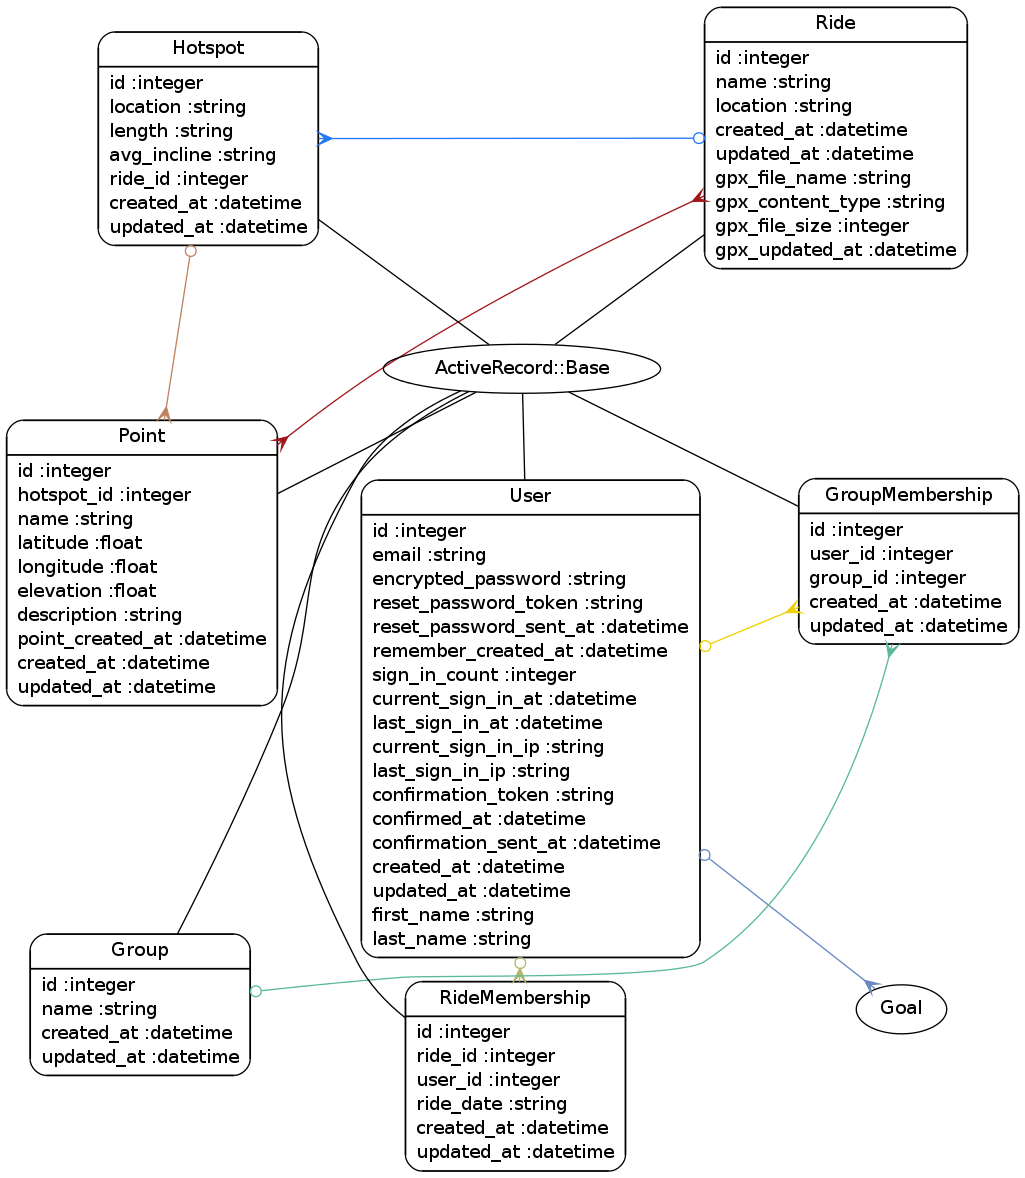 Hotspot
id :integer
location :string
length :string
avg_incline :string
ride_id :integer
created_at :datetime
updated_at :datetime
Ride
id :integer
name :string
location :string
created_at :datetime
updated_at :datetime
gpx_file_name :string
gpx_content_type :string
gpx_file_size :integer
gpx_updated_at :datetime
ActiveRecord::Base
Point
id :integer
hotspot_id :integer
name :string
latitude :float
longitude :float
elevation :float
description :string
point_created_at :datetime
created_at :datetime
updated_at :datetime
User
id :integer
email :string
encrypted_password :string
reset_password_token :string
reset_password_sent_at :datetime
remember_created_at :datetime
sign_in_count :integer
current_sign_in_at :datetime
last_sign_in_at :datetime
current_sign_in_ip :string
last_sign_in_ip :string
confirmation_token :string
confirmed_at :datetime
confirmation_sent_at :datetime
created_at :datetime
updated_at :datetime
first_name :string
last_name :string
GroupMembership
id :integer
user_id :integer
group_id :integer
created_at :datetime
updated_at :datetime
Group
id :integer
name :string
created_at :datetime
updated_at :datetime
RideMembership
id :integer
ride_id :integer
user_id :integer
ride_date :string
created_at :datetime
updated_at :datetime
Goal